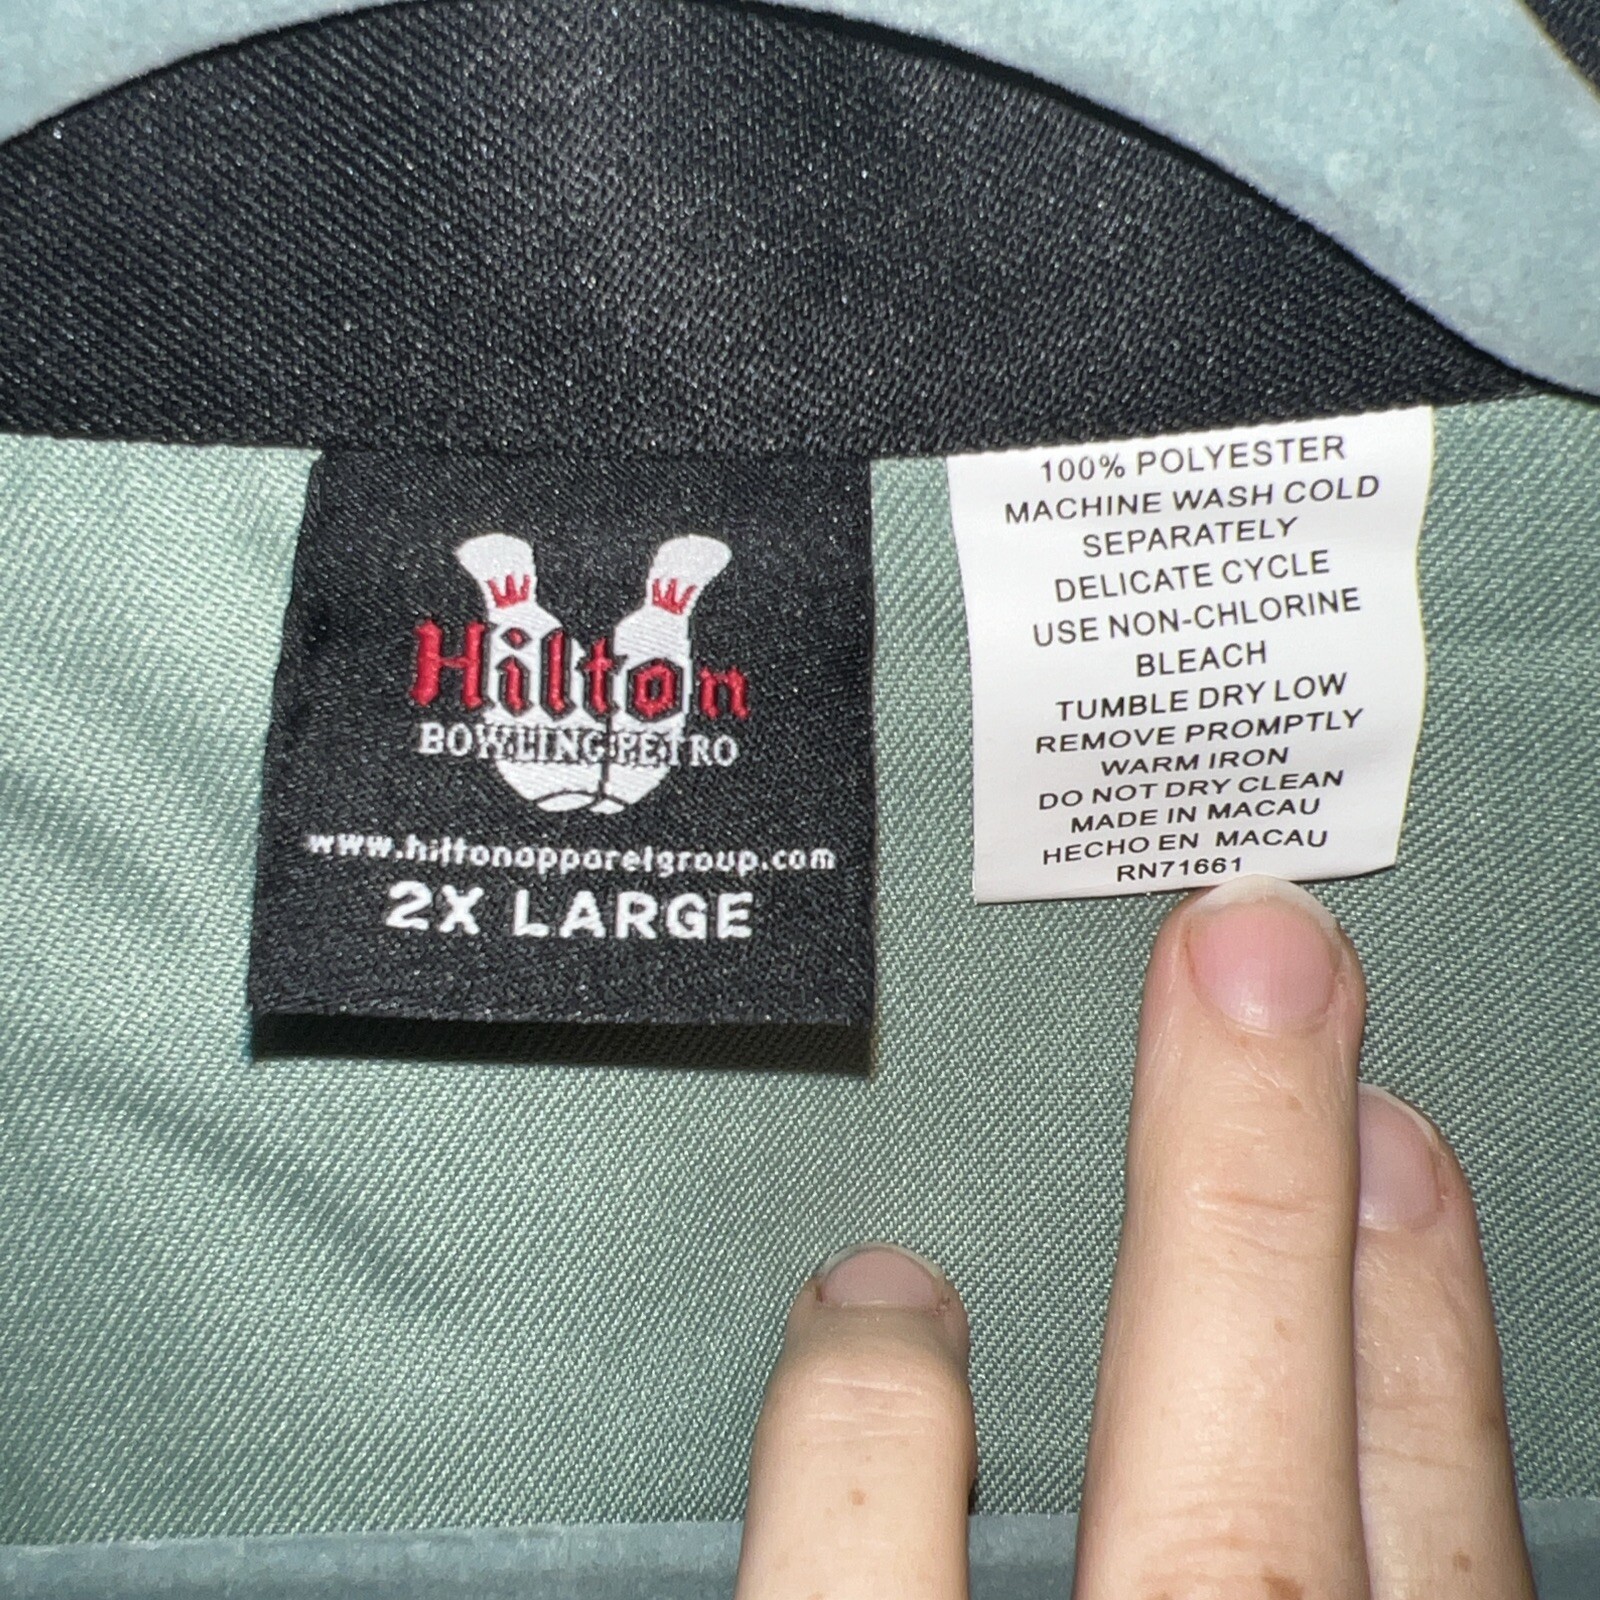 Hilton
BOWLING RETRO
www.hiltonapparelgroup.com
2X LARGE
100% POLYESTER
MACHINE WASH COLD
SEPARATELY
DELICATE CYCLE
USE NON-CHLORINE
BLEACH
TUMBLE DRY LOW
REMOVE PROMPTLY
WARM IRON
DO NOT DRY CLEAN
MADE IN MACAU
HECHO EN MACAU
RN71661